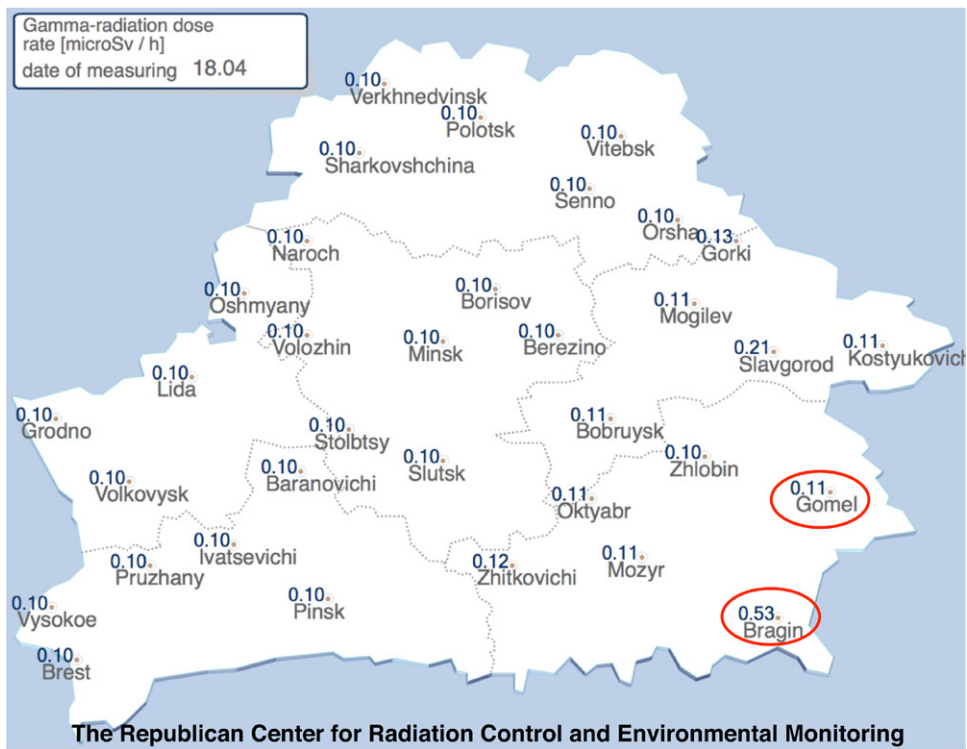 Gamma-radiation dose
rate [microSv / h]
date of measuring 18.04
0.10
Verkhnedvinsk
0.10
Polotsk
0.10
Vitebsk
0.10
Sharkovshchina
0.10
Senno
0.10
Orsha
0.13
Gorki
0.10
Naroch
0.10
Oshmyany
0.10
Borisov
0.11
Mogilev
0.10
Volozhin
0.10
Minsk
0.10
Berezino
0.21
Slavgorod
0.11
Kostyukovich
0.10
Lida
0.10
Grodno
0.10
Stolbtsy
0.11
Bobruysk
0.10
Zhlobin
0.10
Volkovysk
0.10
Baranovichi
0.10
Slutsk
0.11
Oktyabr
0.11
Gomel
0.10
Pruzhany
0.10
Ivatsevichi
0.12
Zhitkovichi
0.11
Mozyr
0.10
Vysokoe
0.10
Pinsk
0.53
Bragin
0.10
Brest
The Republican Center for Radiation Control and Environmental Monitoring